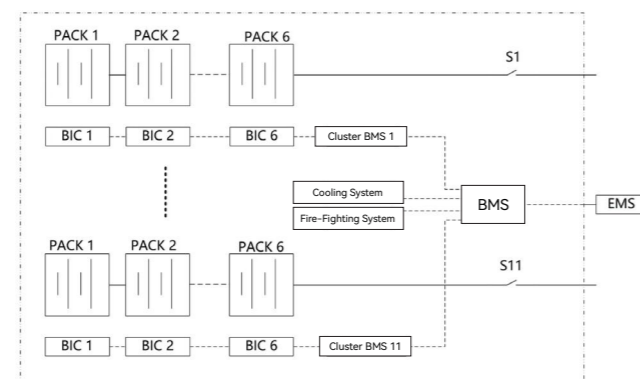 PACK 1 PACK 2 PACK 6
S1
BIC 1 BIC 2 BIC 6 Cluster BMS 1
Cooling System
BMS EMS
Fire-Fighting System
PACK 1 PACK 2 PACK 6
S11
BIC 1 BIC 2 BIC 6 Cluster BMS 11